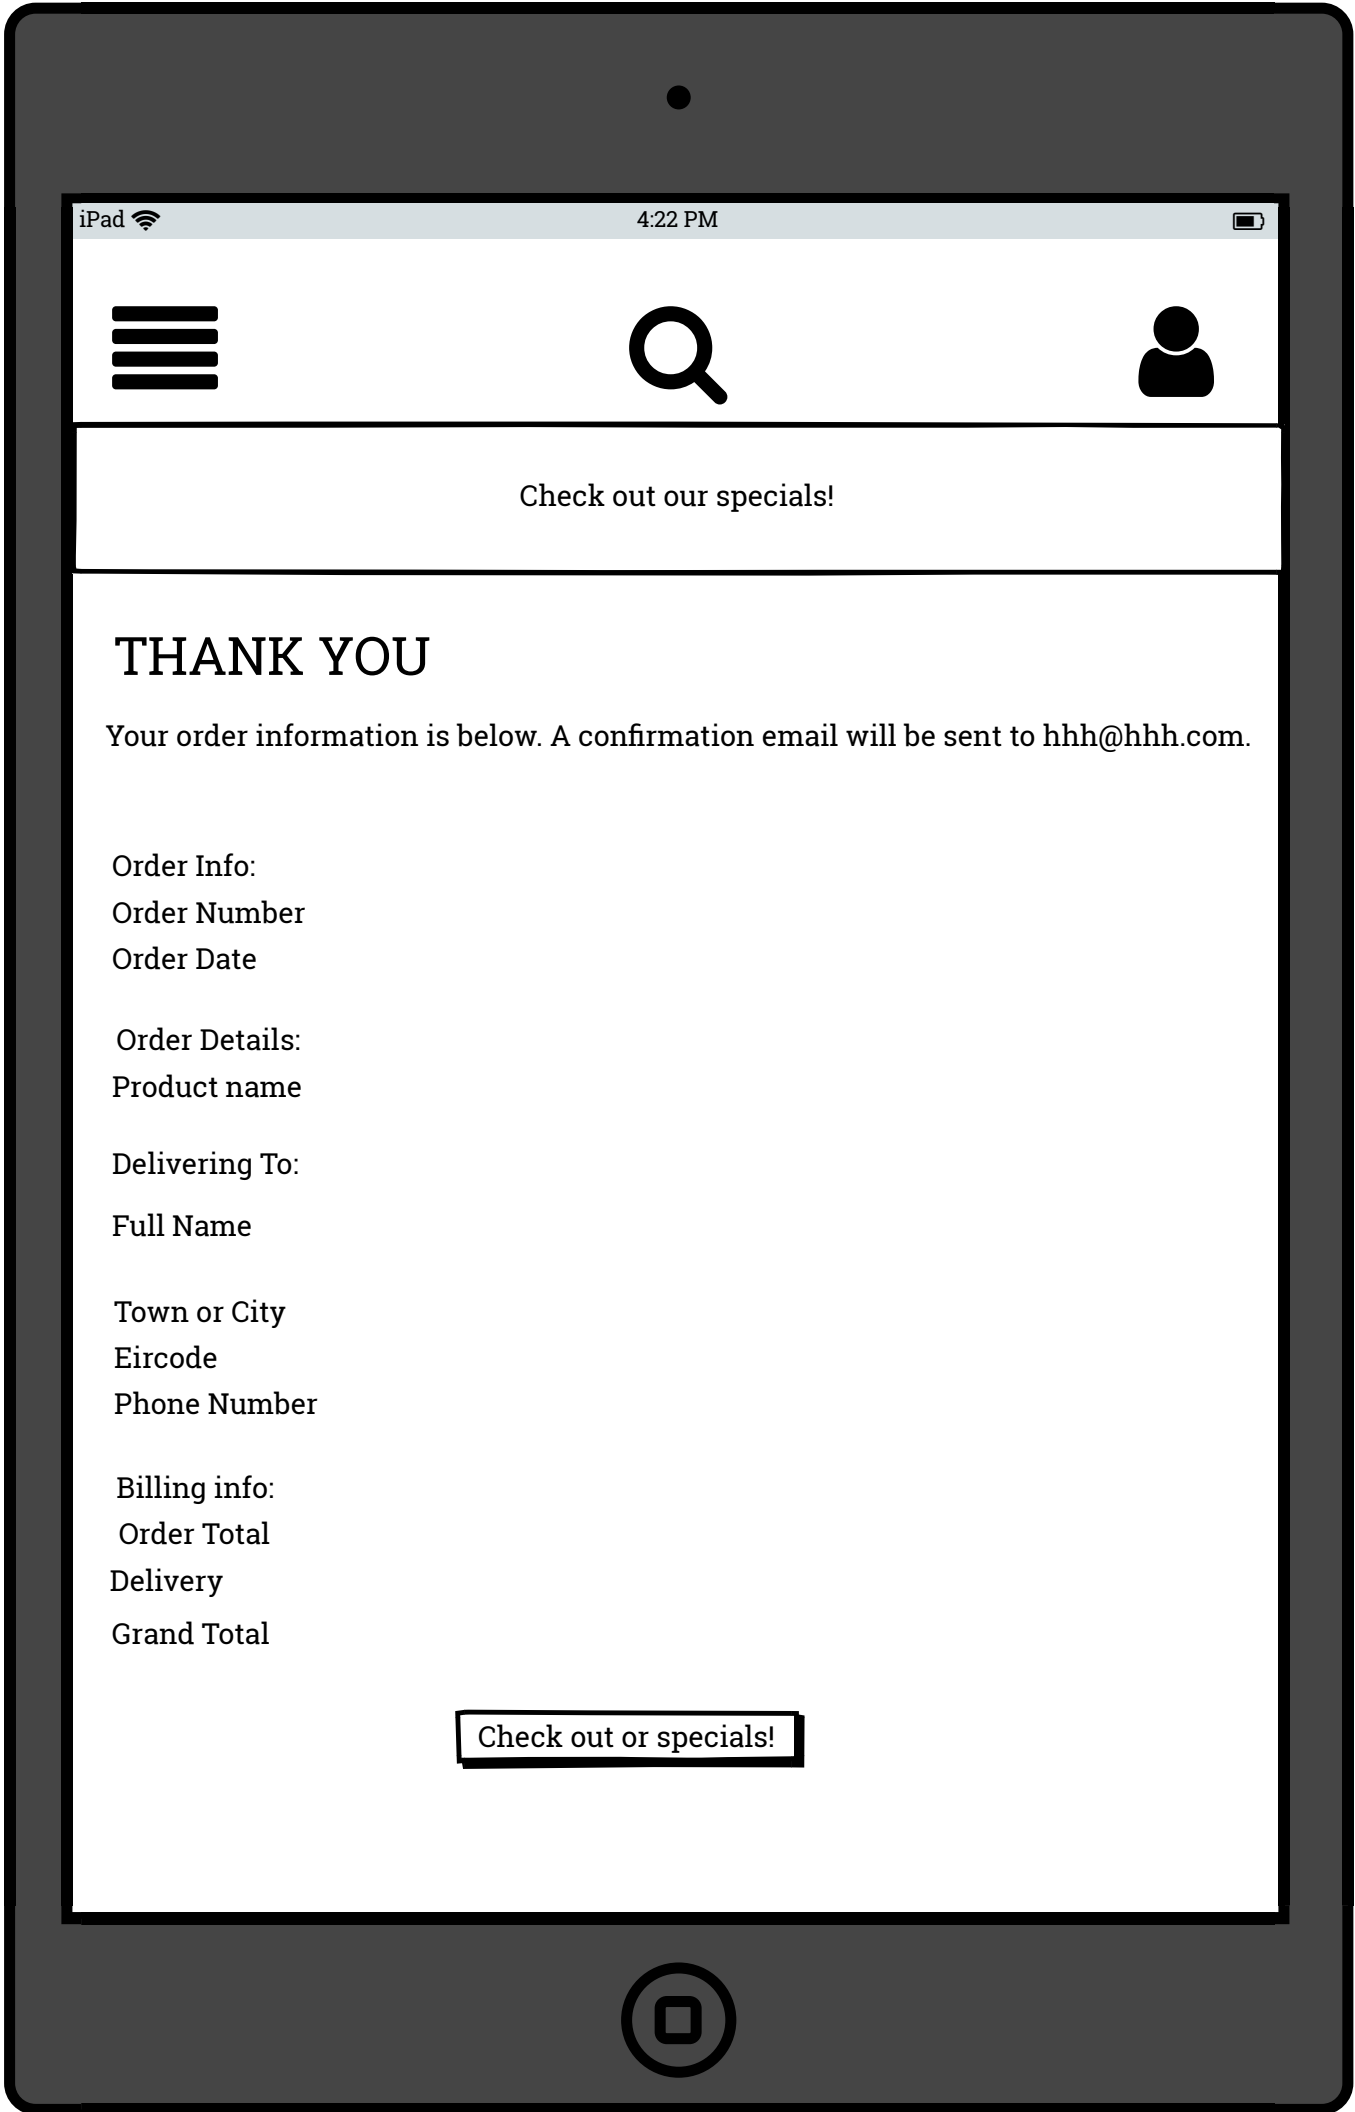 iPad
4:22 PM
Check out our specials!
THANK YOU
Your order information is below. A confirmation email will be sent to hhh@hhh.com.
Order Info:
Order Number
Order Date
Order Details:
Product name
Delivering To:
Full Name
Town or City
Eircode
Phone Number
Billing info:
Order Total
Delivery
Grand Total
Check out or specials!